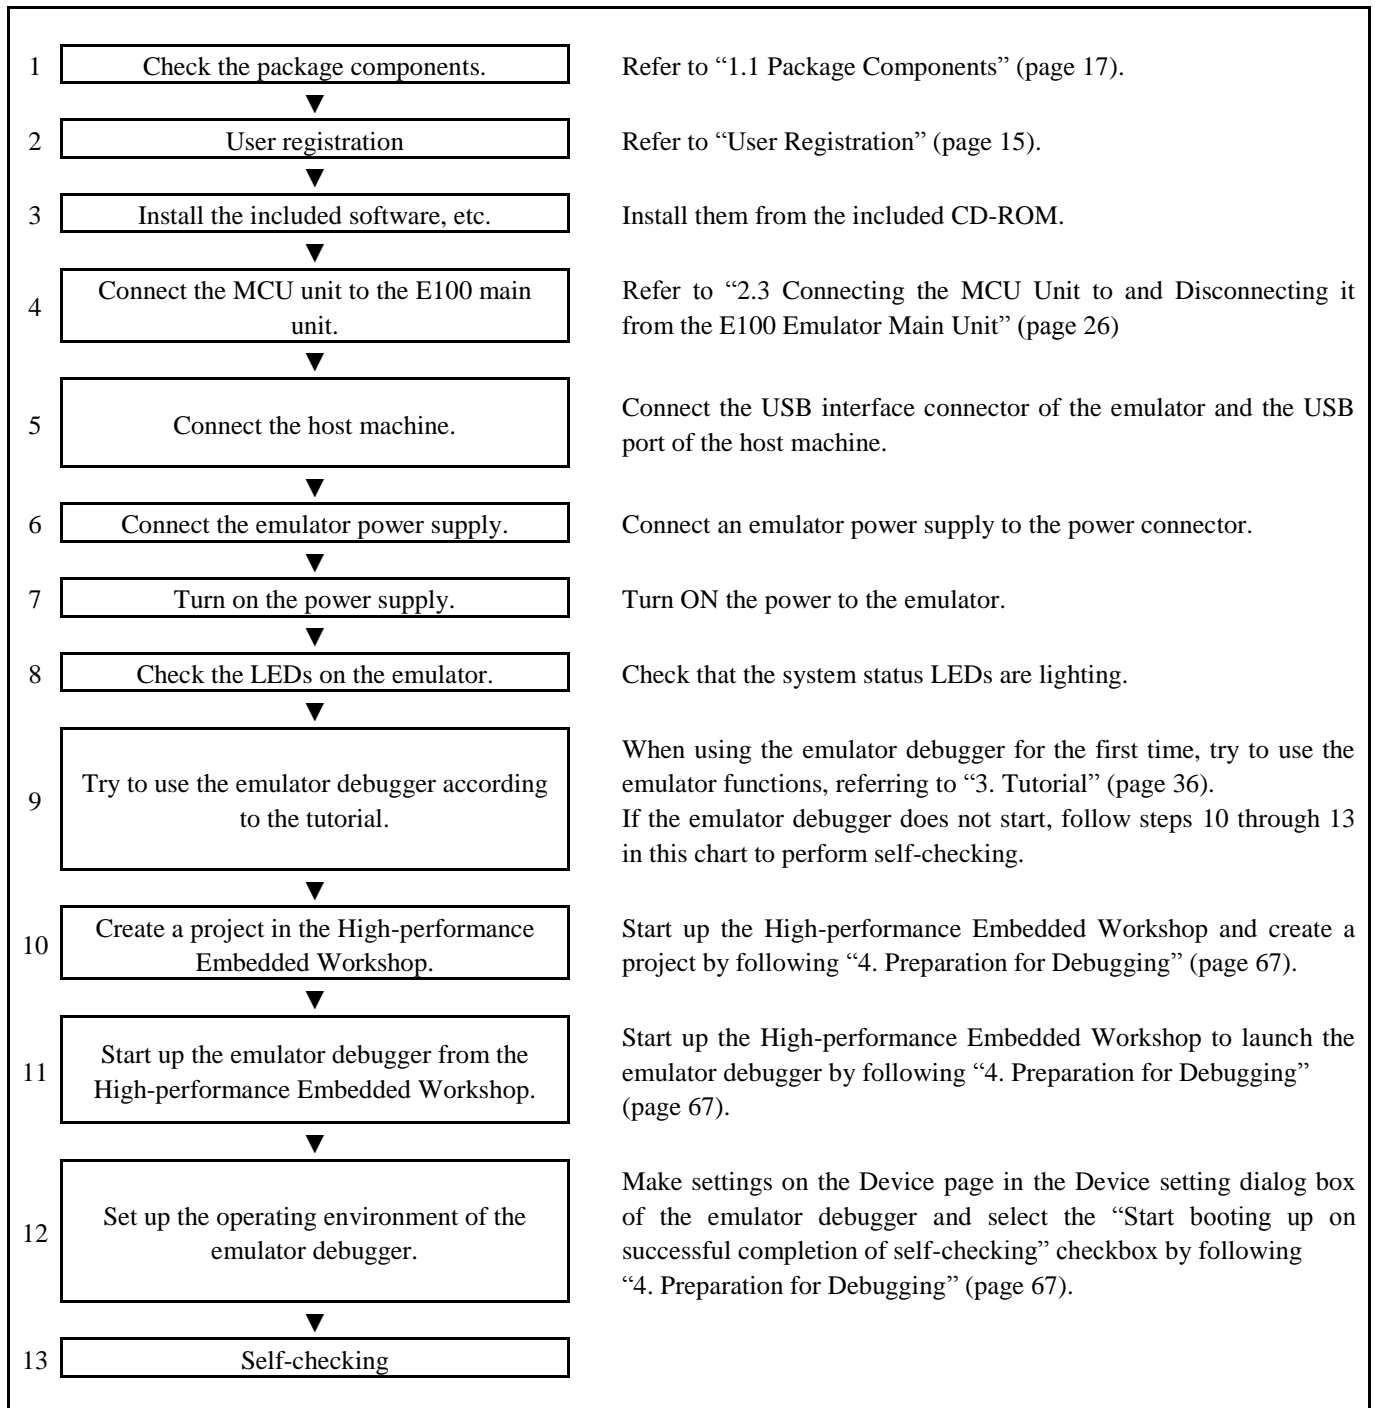 1 Check the package components. Refer to “1.1 Package Components” (page 17).
▼
2 User registration Refer to “User Registration” (page 15).
▼
3 Install the included software, etc. Install them from the included CD-ROM.
▼
4 Connect the MCU unit to the E100 main
unit.
Refer to “2.3 Connecting the MCU Unit to and Disconnecting it
from the E100 Emulator Main Unit” (page 26)
▼
5 Connect the host machine.
Connect the USB interface connector of the emulator and the USB
port of the host machine.
▼
6 Connect the emulator power supply. Connect an emulator power supply to the power connector.
▼
7 Turn on the power supply. Turn ON the power to the emulator.
▼
8 Check the LEDs on the emulator. Check that the system status LEDs are lighting.
▼
9 Try to use the emulator debugger according
to the tutorial.
When using the emulator debugger for the first time, try to use the
emulator functions, referring to “3. Tutorial” (page 36).
If the emulator debugger does not start, follow steps 10 through 13
in this chart to perform self-checking.
▼
10 Create a project in the High-performance
Embedded Workshop.
Start up the High-performance Embedded Workshop and create a
project by following “4. Preparation for Debugging” (page 67).
▼
11 Start up the emulator debugger from the
High-performance Embedded Workshop.
Start up the High-performance Embedded Workshop to launch the
emulator debugger by following “4. Preparation for Debugging”
(page 67).
▼
12 Set up the operating environment of the
emulator debugger.
Make settings on the Device page in the Device setting dialog box
of the emulator debugger and select the “Start booting up on
successful completion of self-checking” checkbox by following
“4. Preparation for Debugging” (page 67).
▼
13 Self-checking